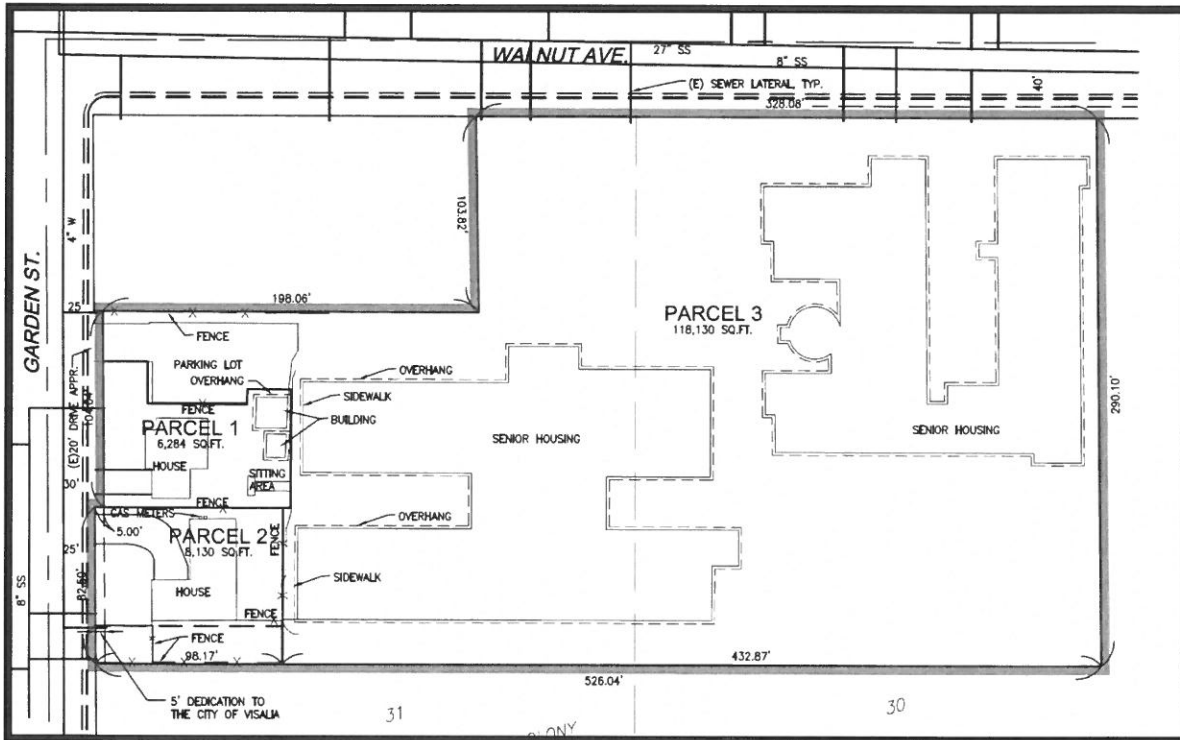 WALNUT AVE.
27" SS
8" SS
(E) SEWER LATERAL, TYP.
328.08'
40'
103.82'
4" W
GARDEN ST.
25'
198.06'
FENCE
PARKING LOT
OVERHANG
OVERHANG
SIDEWALK
PARCEL 3
118,130 SQ.FT.
290.10'
(E)20' DRIVE APPR.
FENCE
BUILDING
PARCEL 1
6,284 SQ.FT.
SENIOR HOUSING
SENIOR HOUSING
HOUSE
SITTING
AREA
30'
FENCE
GAS METERS
5.00'
PARCEL 2
8,130 SQ.FT.
FENCE
OVERHANG
25'
8" SS
82.50'
HOUSE
SIDEWALK
FENCE
FENCE
98.17'
432.87'
526.04'
5' DEDICATION TO
THE CITY OF VISALIA
31
30